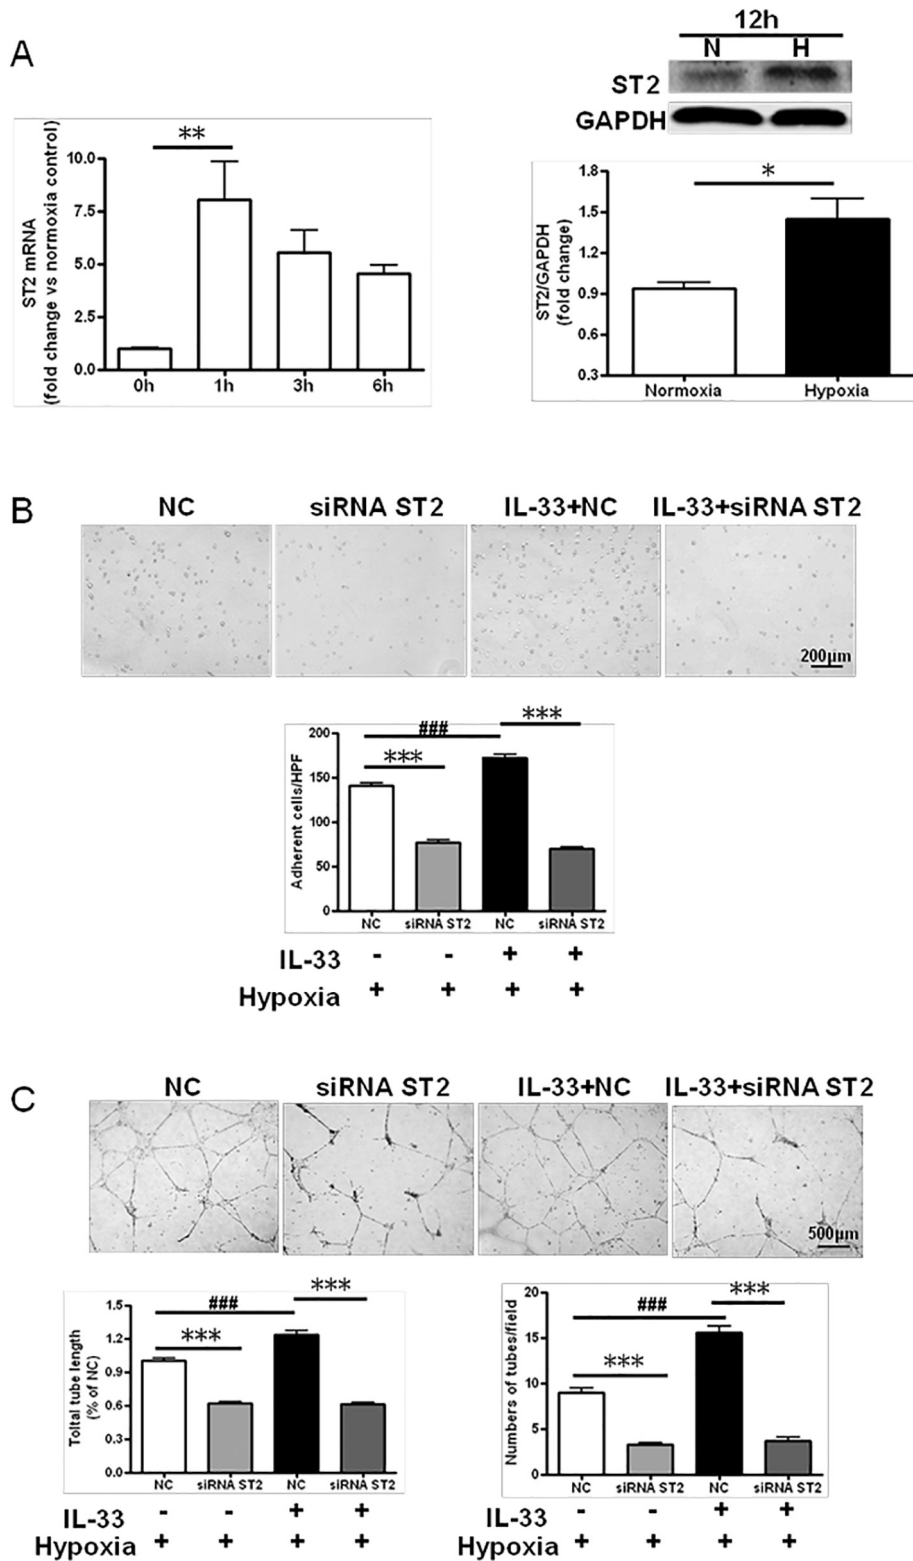 A
12h
N H
ST2
GAPDH
ST2 mRNA
(fold change vs normoxia control)
10.0
7.5
5.0
2.5
0.0
**
0h 1h 3h 6h
ST2/GAPDH
(fold change)
1.8
1.5
1.2
0.9
0.6
0.3
*
Normoxia Hypoxia
B
NC siRNA ST2 IL-33+NC IL-33+siRNA ST2
200μm
Adherent cells/HPF
200
150
100
50
0
###
***
***
NC siRNA ST2 NC siRNA ST2
IL-33 - - + +
Hypoxia + + + +
C
NC siRNA ST2 IL-33+NC IL-33+siRNA ST2
500μm
Toltal tube length
(% of NC)
1.5
1.2
0.9
0.6
0.3
0.0
###
***
***
NC siRNA ST2 NC siRNA ST2
IL-33 - - + +
Hypoxia + + + +
Numbers of tubes/field
20
15
10
5
0
###
***
***
NC siRNA ST2 NC siRNA ST2
IL-33 - - + +
Hypoxia + + + +